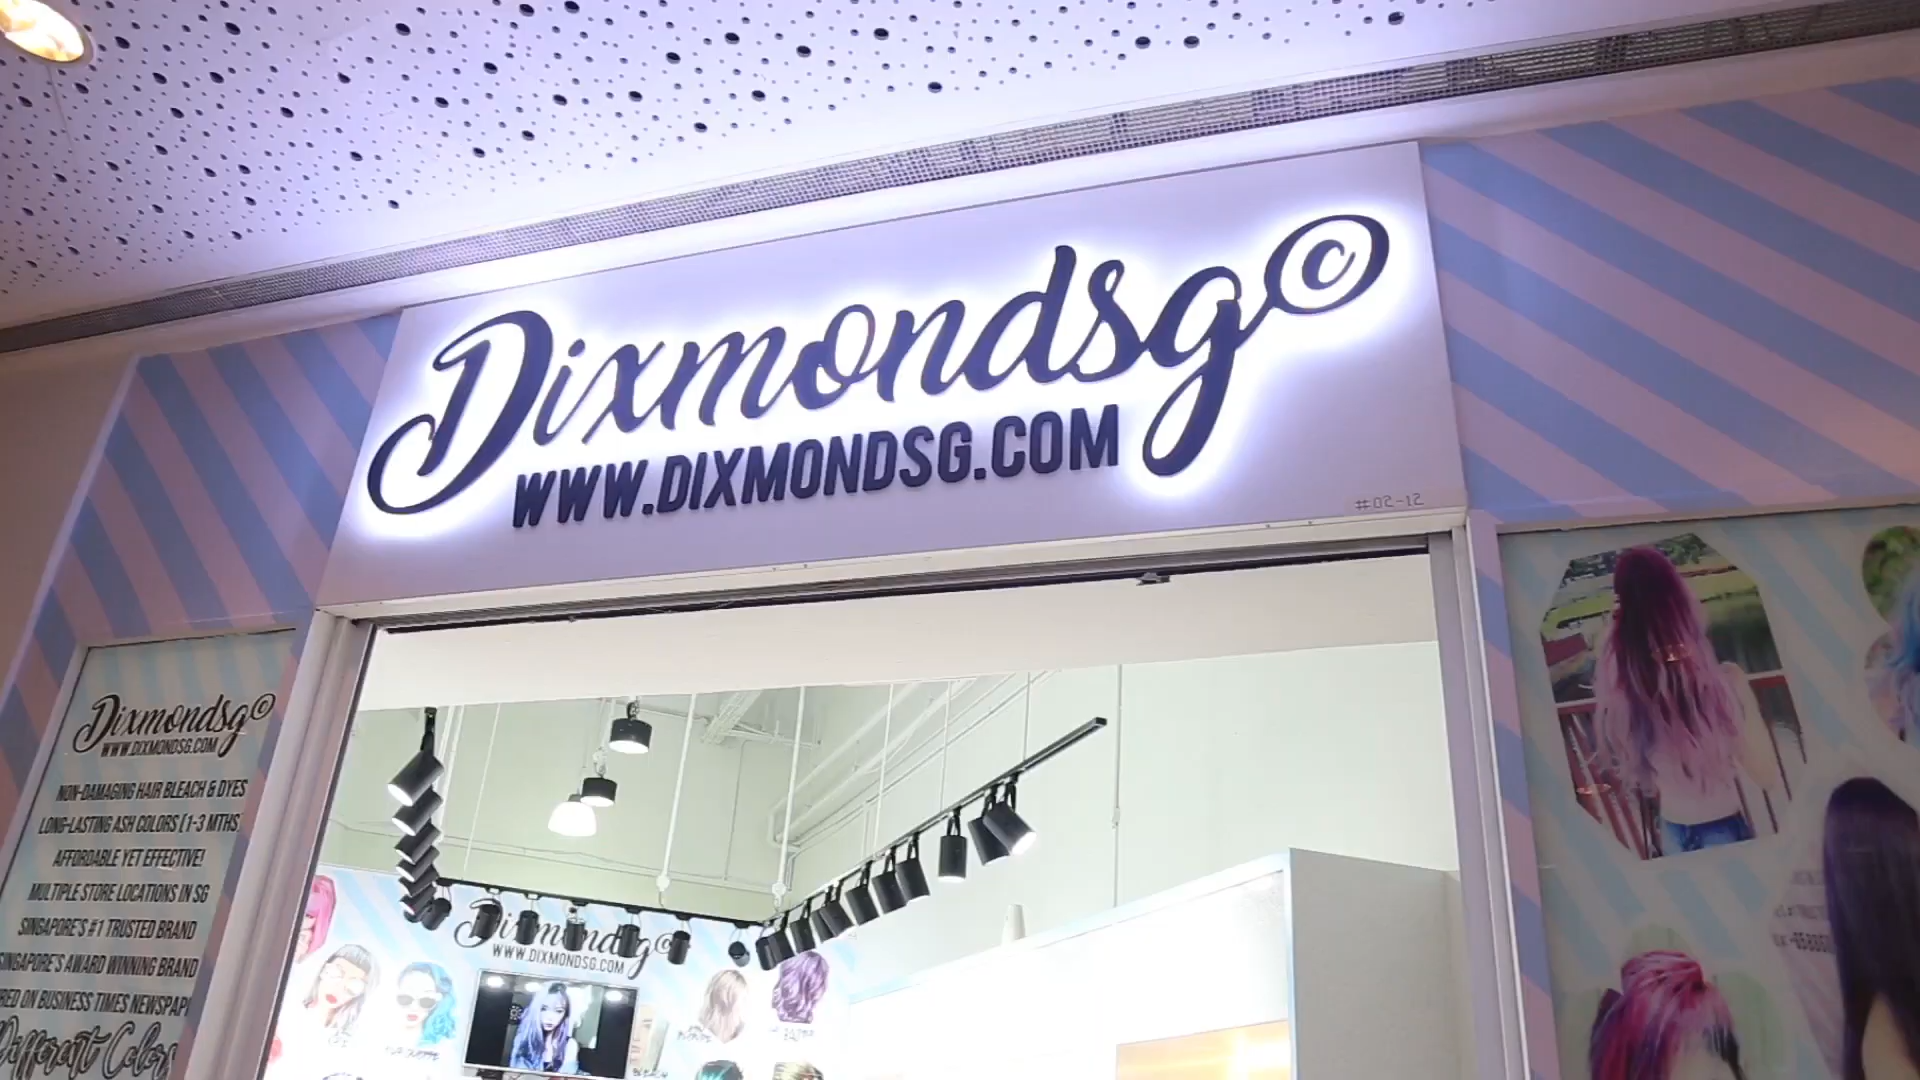 Dixmondsg©
WWW.DIXMONDSG.COM
#02-12
Dixmondsg©
WWW.DIXMONDSG.COM
NON-DAMAGING HAIR BLEACH & DYES
LONG-LASTING ASH COLORS (1-3 MTHS)
AFFORDABLE YET EFFECTIVE!
MULTIPLE STORE LOCATIONS IN SG
SINGAPORE'S #1 TRUSTED BRAND
SINGAPORE'S AWARD WINNING BRAND
ON BUSINESS TIMES
Different Colors
Dixmondsg©
WWW.DIXMONDSG.COM